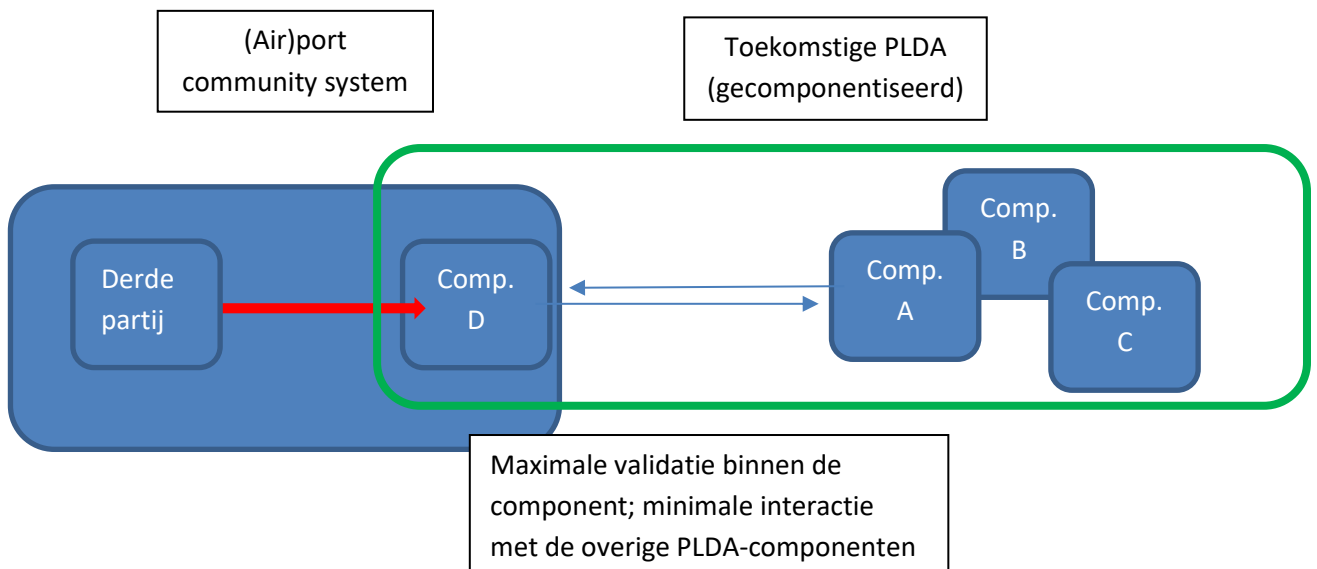 (Air)port
community system
Toekomstige PLDA
(gecomponentiseerd)
Derde
partij
Comp.
D
Comp.
A
Comp.
B
Comp.
C
Maximale validatie binnen de
component; minimale interactie
met de overige PLDA-componenten